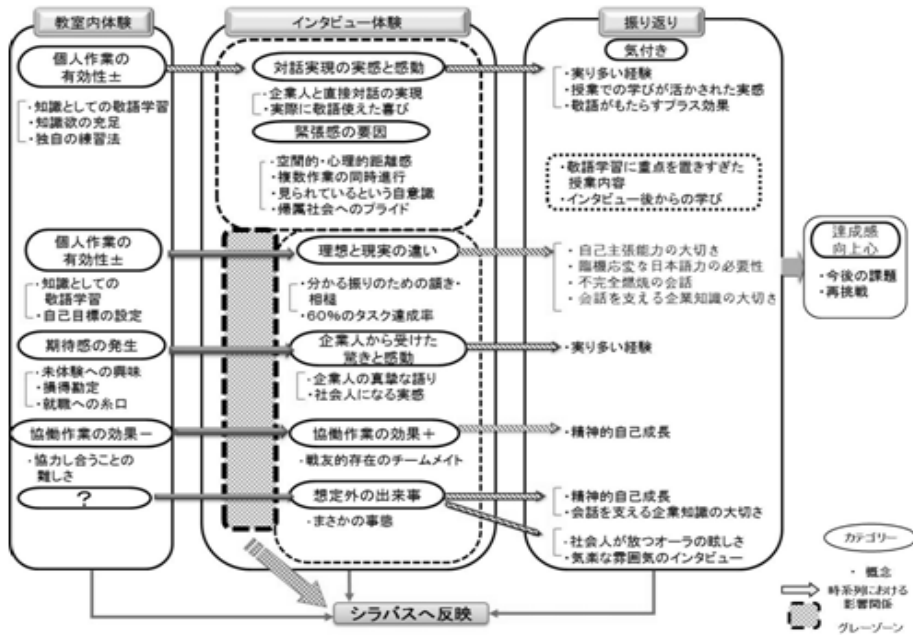 教室内体験
個人作業の
有効性±
・知識としての敬語学習
・知識欲の充足
・独自の練習法
個人作業の
有効性±
・知識としての
敬語学習
・自己目標の設定
期待感の発生
・未体験への興味
・損得勘定
・就職への糸口
協働作業の効果−
・協力し合うことの
難しさ
?
インタビュー体験
対話実現の実感と感動
・企業人と直接対話の実現
・実際に敬語使えた喜び
緊張感の要因
・空間的・心理的距離感
・複数作業の同時進行
・見られているという自意識
・帰属社会へのプライド
理想と現実の違い
・分かる振りのための頷き・
相槌
・60%のタスク達成率
企業人から受けた
驚きと感動
・企業人の真摯な語り
・社会人になる実感
協働作業の効果+
・戦友的存在のチームメイト
想定外の出来事
・まさかの事態
振り返り
気付き
・実り多い経験
・授業での学びが活かされた実感
・敬語がもたらすプラス効果
・敬語学習に重点を置きすぎた
授業内容
・インタビュー後からの学び
・自己主張能力の大切さ
・臨機応変な日本語力の必要性
・不完全燃焼の会話
・会話を支える企業知識の大切さ
・実り多い経験
・精神的自己成長
・精神的自己成長
・会話を支える企業知識の大切さ
・社会人が放つオーラの眩しさ
・気楽な雰囲気のインタビュー
達成感
向上心
・今後の課題
・再挑戦
シラバスへ反映
カテゴリー
・概念
時系列における
影響関係
グレーゾーン